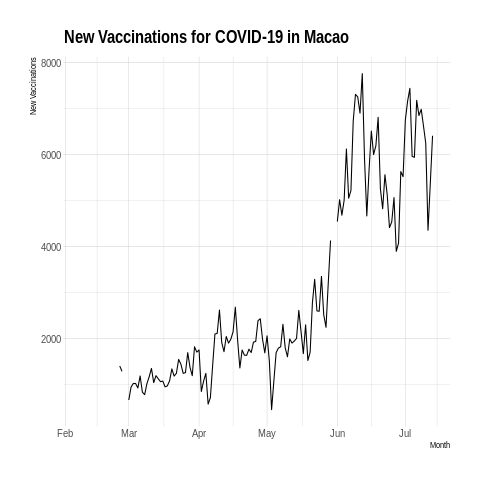 New Vaccinations for COVID-19 in Macao
New Vaccinations
8000
6000
4000
2000
Feb Mar Apr May Jun Jul
Month